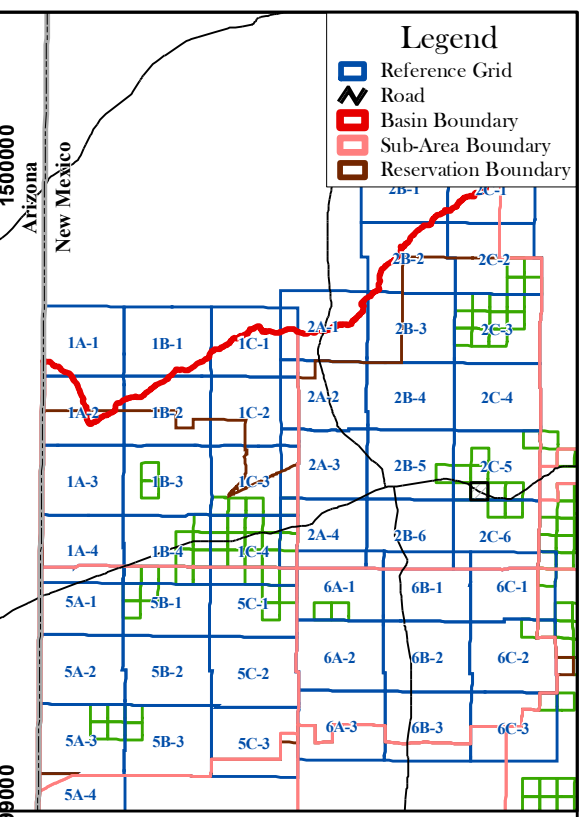 Legend
Reference Grid
Road
Basin Boundary
Sub-Area Boundary
Reservation Boundary
1500000
Arizona
New Mexico
2B-1 2C-1
2B-2 2C-2
1A-1 1B-1 1C-1 2A-1 2B-3 2C-3
1A-2 1B-2 1C-2 2A-2 2B-4 2C-4
1A-3 1B-3 1C-3 2A-3 2B-5 2C-5
1A-4 1B-4 1C-4 2A-4 2B-6 2C-6
5A-1 5B-1 5C-1 6A-1 6B-1 6C-1
5A-2 5B-2 5C-2 6A-2 6B-2 6C-2
5A-3 5B-3 5C-3 6A-3 6B-3 6C-3
5A-4
99000